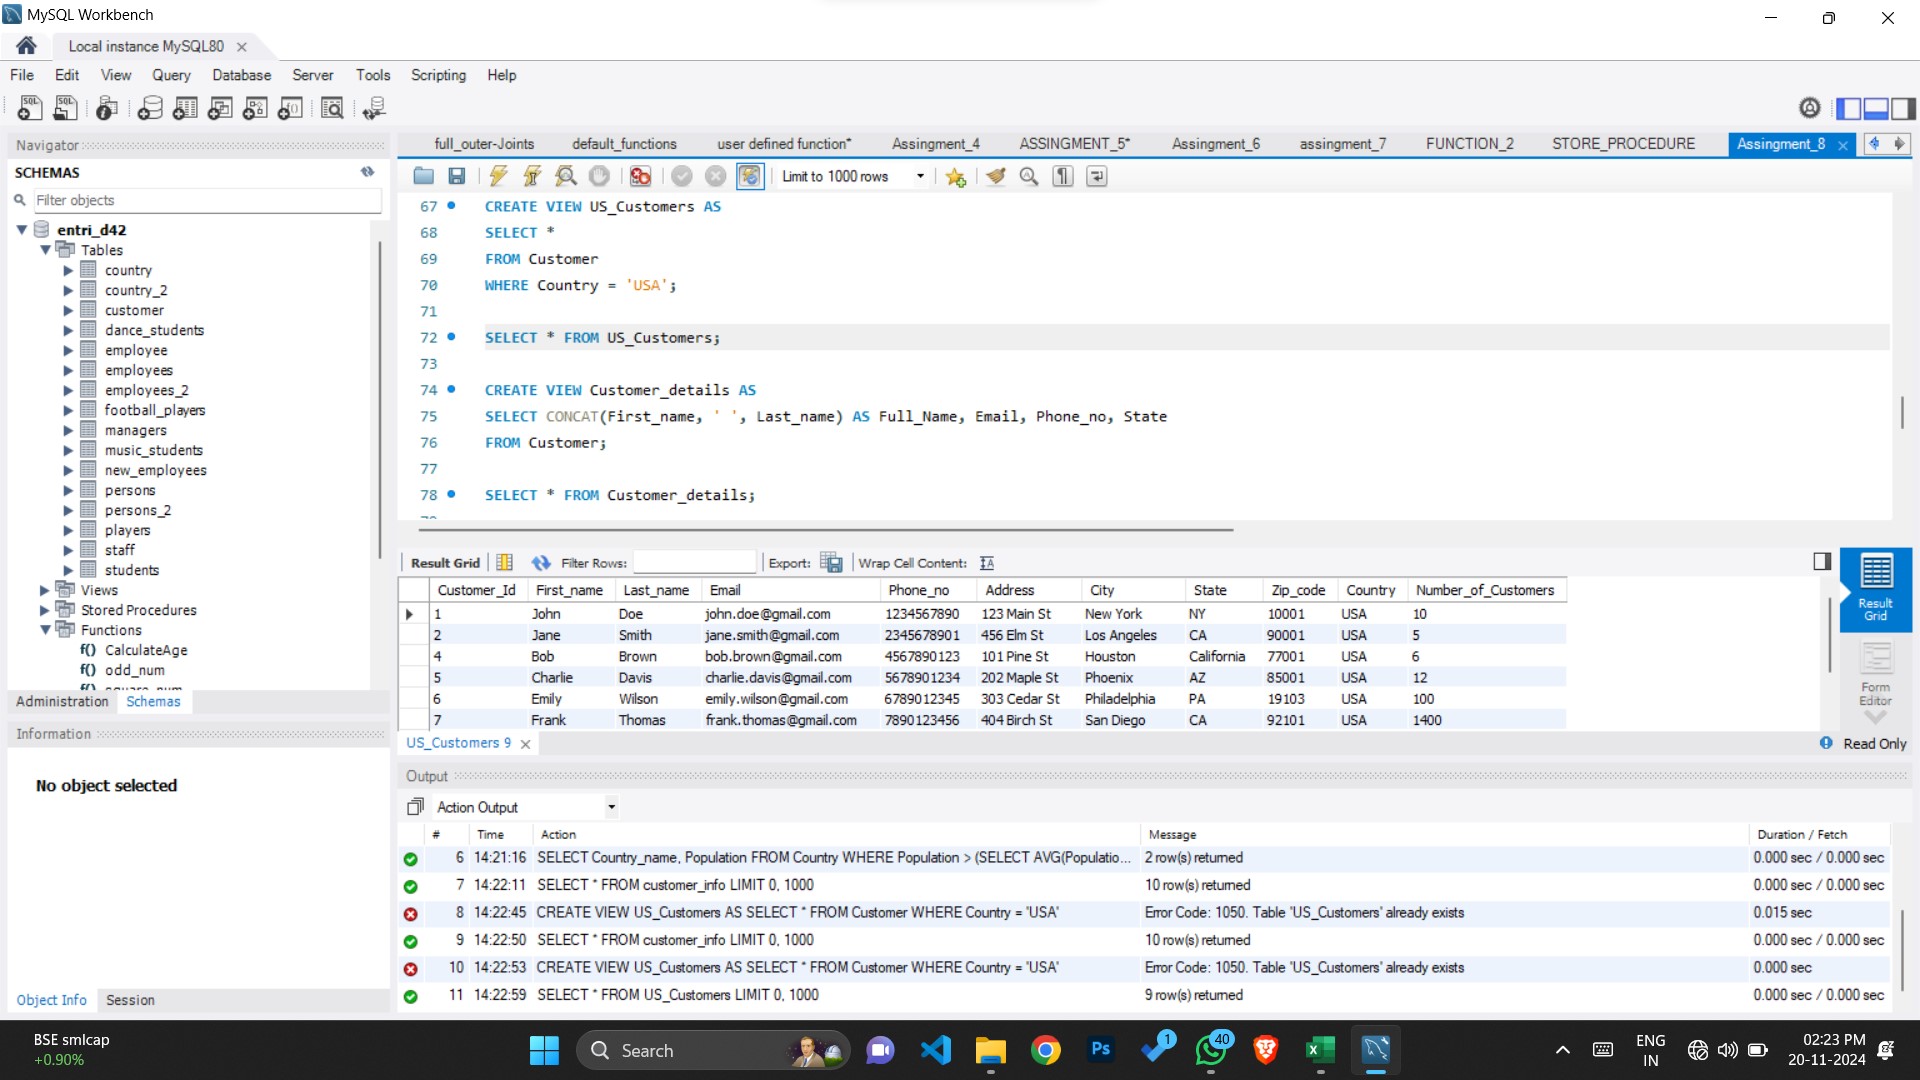 MySQL Workbench
Local instance MySQL80
File Edit View Query Database Server Tools Scripting Help
Navigator
SCHEMAS
Filter objects
entri_d42
Tables
country
country_2
customer
dance_students
employee
employees
employees_2
football_players
managers
music_students
new_employees
persons
persons_2
players
staff
students
Views
Stored Procedures
Functions
f() CalculateAge
f() odd_num
Administration Schemas
Information
No object selected
Object Info Session
full_outer-Joints default_functions user defined function* Assingment_4 ASSINGMENT_5* Assingment_6 assingment_7 FUNCTION_2 STORE_PROCEDURE Assingment_8
Limit to 1000 rows
67 CREATE VIEW US_Customers AS
68 SELECT *
69 FROM Customer
70 WHERE Country = 'USA';
71
72 SELECT * FROM US_Customers;
73
74 CREATE VIEW Customer_details AS
75 SELECT CONCAT(First_name, ' ', Last_name) AS Full_Name, Email, Phone_no, State
76 FROM Customer;
77
78 SELECT * FROM Customer_details;
Result Grid Filter Rows: Export: Wrap Cell Content:
Customer_Id First_name Last_name Email Phone_no Address City State Zip_code Country Number_of_Customers
1 John Doe john.doe@gmail.com 1234567890 123 Main St New York NY 10001 USA 10
2 Jane Smith jane.smith@gmail.com 2345678901 456 Elm St Los Angeles CA 90001 USA 5
4 Bob Brown bob.brown@gmail.com 4567890123 101 Pine St Houston California 77001 USA 6
5 Charlie Davis charlie.davis@gmail.com 5678901234 202 Maple St Phoenix AZ 85001 USA 12
6 Emily Wilson emily.wilson@gmail.com 6789012345 303 Cedar St Philadelphia PA 19103 USA 100
7 Frank Thomas frank.thomas@gmail.com 7890123456 404 Birch St San Diego CA 92101 USA 1400
Result
Grid
Form
Editor
US_Customers 9
Read Only
Output
Action Output
# Time Action Message Duration / Fetch
6 14:21:16 SELECT Country_name, Population FROM Country WHERE Population > (SELECT AVG(Populatio... 2 row(s) returned 0.000 sec / 0.000 sec
7 14:22:11 SELECT * FROM customer_info LIMIT 0, 1000 10 row(s) returned 0.000 sec / 0.000 sec
8 14:22:45 CREATE VIEW US_Customers AS SELECT * FROM Customer WHERE Country = 'USA' Error Code: 1050. Table 'US_Customers' already exists 0.015 sec
9 14:22:50 SELECT * FROM customer_info LIMIT 0, 1000 10 row(s) returned 0.000 sec / 0.000 sec
10 14:22:53 CREATE VIEW US_Customers AS SELECT * FROM Customer WHERE Country = 'USA' Error Code: 1050. Table 'US_Customers' already exists 0.000 sec
11 14:22:59 SELECT * FROM US_Customers LIMIT 0, 1000 9 row(s) returned 0.000 sec / 0.000 sec
BSE smlcap
+0.90%
Search
Ps
1
40
ENG
IN
02:23 PM
20-11-2024